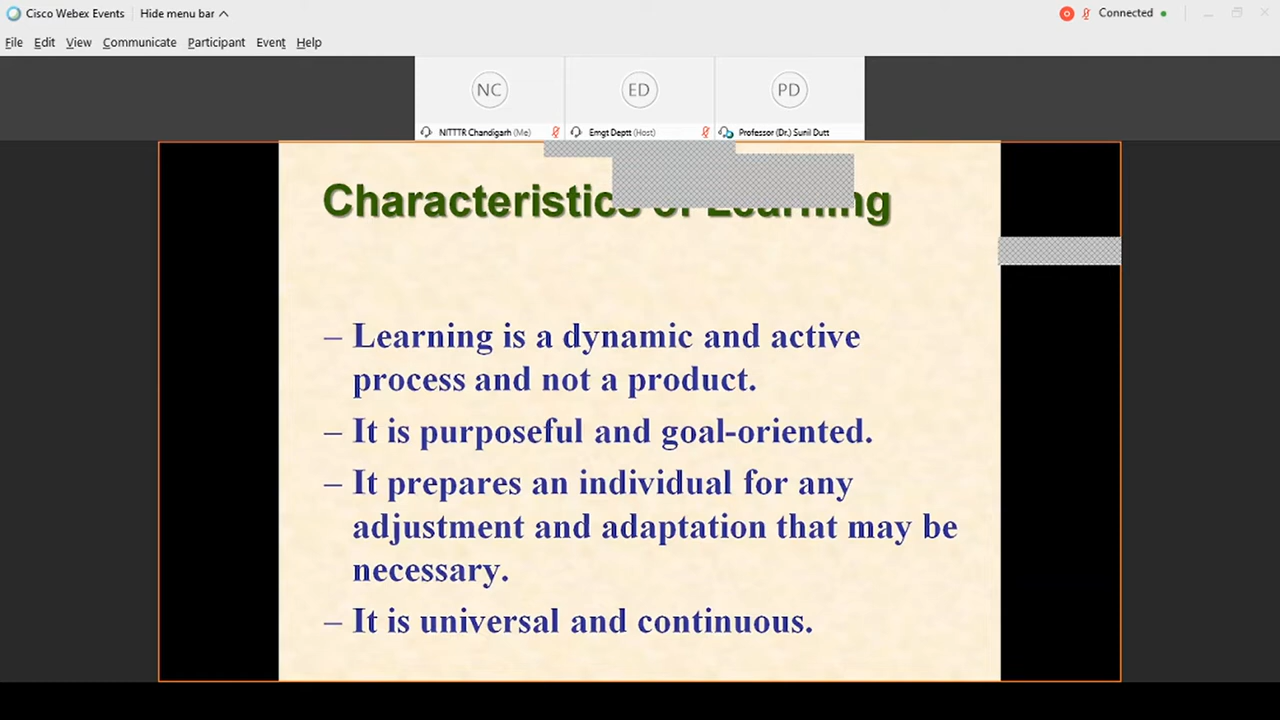 Cisco Webex Events Hide menu bar Connected
File Edit View Communicate Participant Event Help
NC ED PD
NITTTR Chandigarh (Me) Emgt Deptt (Host) Professor (Dr.) Sunil Dutt
Characteristics of Learning
– Learning is a dynamic and active
process and not a product.
– It is purposeful and goal-oriented.
– It prepares an individual for any
adjustment and adaptation that may be
necessary.
– It is universal and continuous.